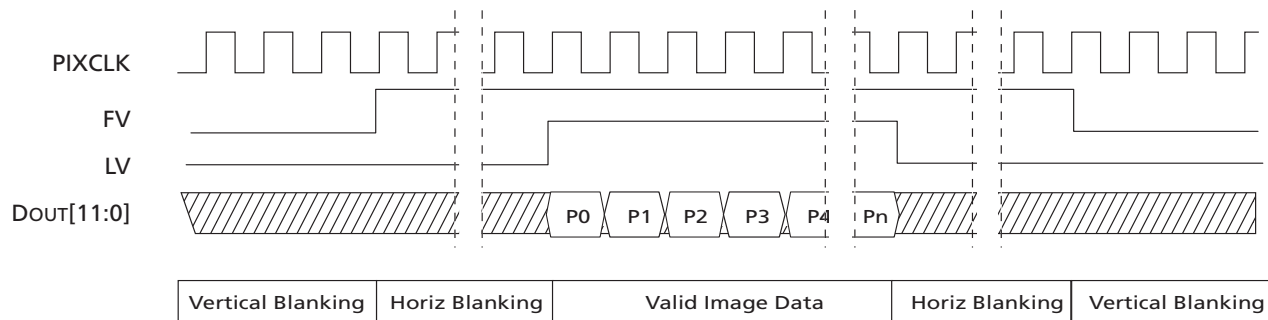 PIXCLK
FV
LV
DOUT[11:0]
P0 P1 P2 P3 P4 Pn
Vertical Blanking Horiz Blanking Valid Image Data Horiz Blanking Vertical Blanking